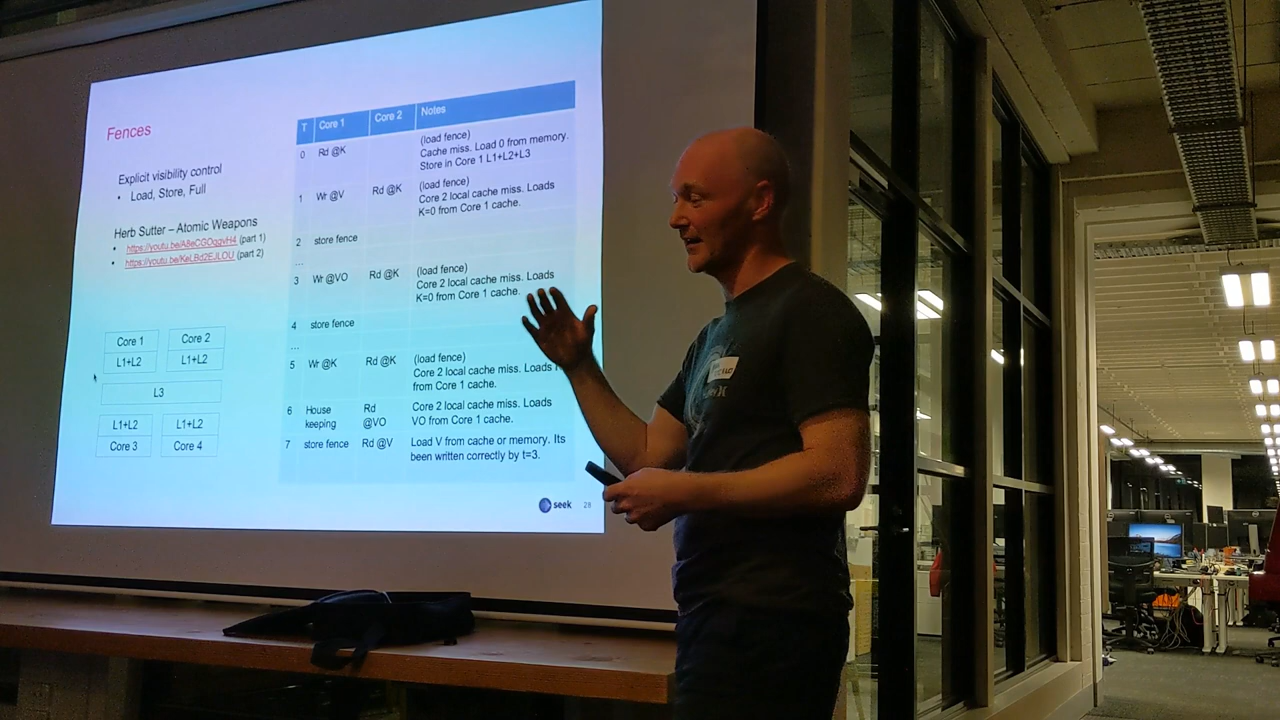 Fences
Explicit visibility control
• Load, Store, Full
Herb Sutter – Atomic Weapons
• (part 1)
• (part 2)
T Core 1 Core 2 Notes
0 Rd @K (load fence)
Cache miss. Load 0 from memory.
Store in Core 1 L1+L2+L3
1 Wr @V Rd @K (load fence)
Core 2 local cache miss. Loads
K=0 from Core 1 cache.
2 store fence
...
3 Wr @VO Rd @K (load fence)
Core 2 local cache miss. Loads
K=0 from Core 1 cache.
4 store fence
...
5 Wr @K Rd @K (load fence)
Core 2 local cache miss. Loads
from Core 1 cache.
6 House Rd Core 2 local cache miss. Loads
keeping @VO VO from Core 1 cache.
7 store fence Rd @V Load V from cache or memory. Its
been written correctly by t=3.
Core 1 Core 2
L1+L2 L1+L2
L3
L1+L2 L1+L2
Core 3 Core 4
seek 28